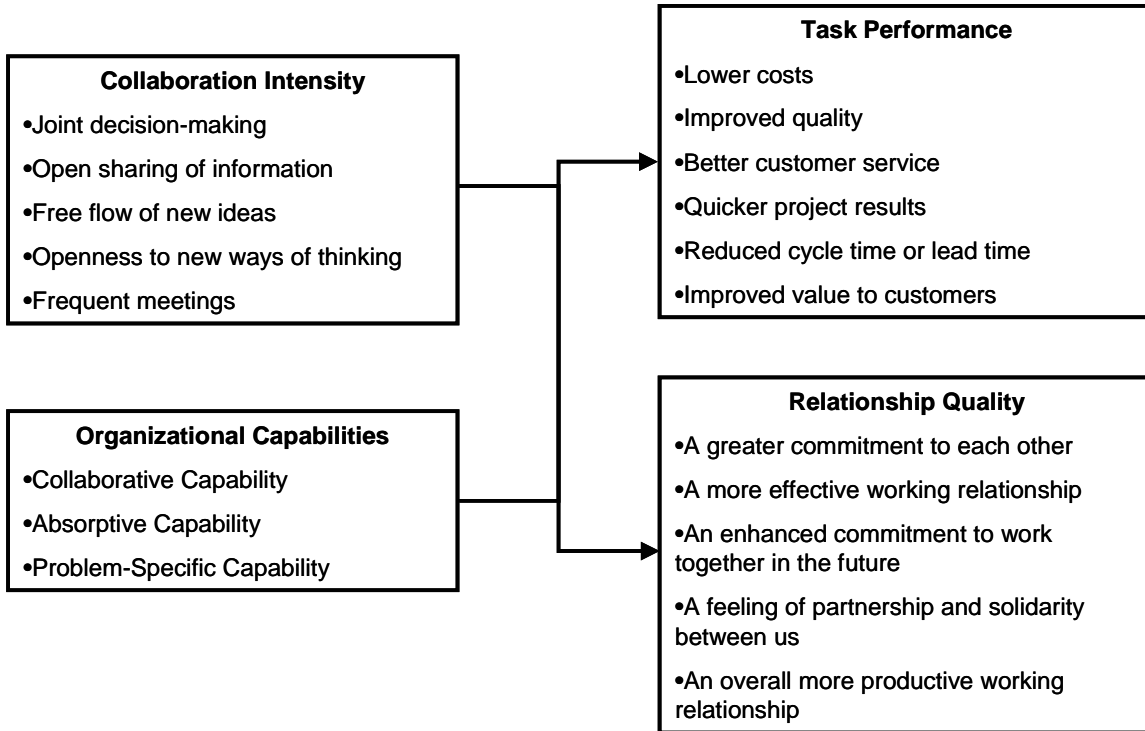 Collaboration Intensity
•Joint decision-making
•Open sharing of information
•Free flow of new ideas
•Openness to new ways of thinking
•Frequent meetings
Organizational Capabilities
•Collaborative Capability
•Absorptive Capability
•Problem-Specific Capability
Task Performance
•Lower costs
•Improved quality
•Better customer service
•Quicker project results
•Reduced cycle time or lead time
•Improved value to customers
Relationship Quality
•A greater commitment to each other
•A more effective working relationship
•An enhanced commitment to work
together in the future
•A feeling of partnership and solidarity
between us
•An overall more productive working
relationship